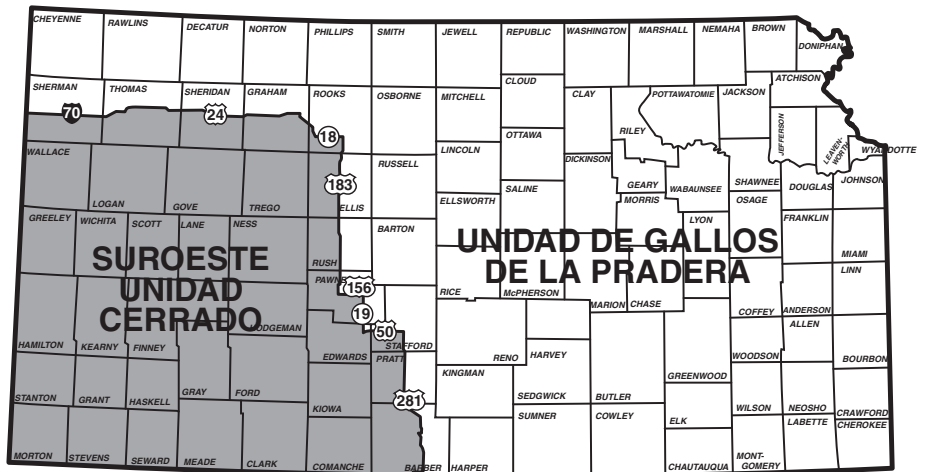 CHEYENNE
RAWLINS
DECATUR
NORTON
PHILLIPS
SMITH
JEWELL
REPUBLIC
WASHINGTON
MARSHALL
NEMAHA
BROWN
DONIPHAN
SHERMAN
THOMAS
SHERIDAN
GRAHAM
ROOKS
OSBORNE
MITCHELL
CLOUD
CLAY
POTTAWATOMIE
JACKSON
ATCHISON
70
24
18
RILEY
OTTAWA
JEFFERSON
LEAVEN-
WORTH
WYANDOTTE
WALLACE
LOGAN
GOVE
TREGO
183
ELLIS
RUSSELL
LINCOLN
DICKINSON
GEARY
WABAUNSEE
SHAWNEE
DOUGLAS
JOHNSON
SALINE
ELLSWORTH
MORRIS
OSAGE
GREELEY
WICHITA
SCOTT
LANE
NESS
BARTON
LYON
FRANKLIN
MIAMI
SUROESTE
UNIDAD
CERRADO
UNIDAD DE GALLOS
DE LA PRADERA
RUSH
PAWNEE
156
RICE
McPHERSON
MARION
CHASE
LINN
COFFEY
ANDERSON
19
50
HODGEMAN
STAFFORD
ALLEN
HAMILTON
KEARNY
FINNEY
EDWARDS
PRATT
RENO
HARVEY
WOODSON
BOURBON
KINGMAN
GREENWOOD
STANTON
GRANT
HASKELL
GRAY
FORD
KIOWA
281
SEDGWICK
BUTLER
WILSON
NEOSHO
CRAWFORD
SUMNER
COWLEY
ELK
LABETTE
CHEROKEE
MORTON
STEVENS
SEWARD
MEADE
CLARK
COMANCHE
BARBER
HARPER
CHAUTAUQUA
MONT-
GOMERY